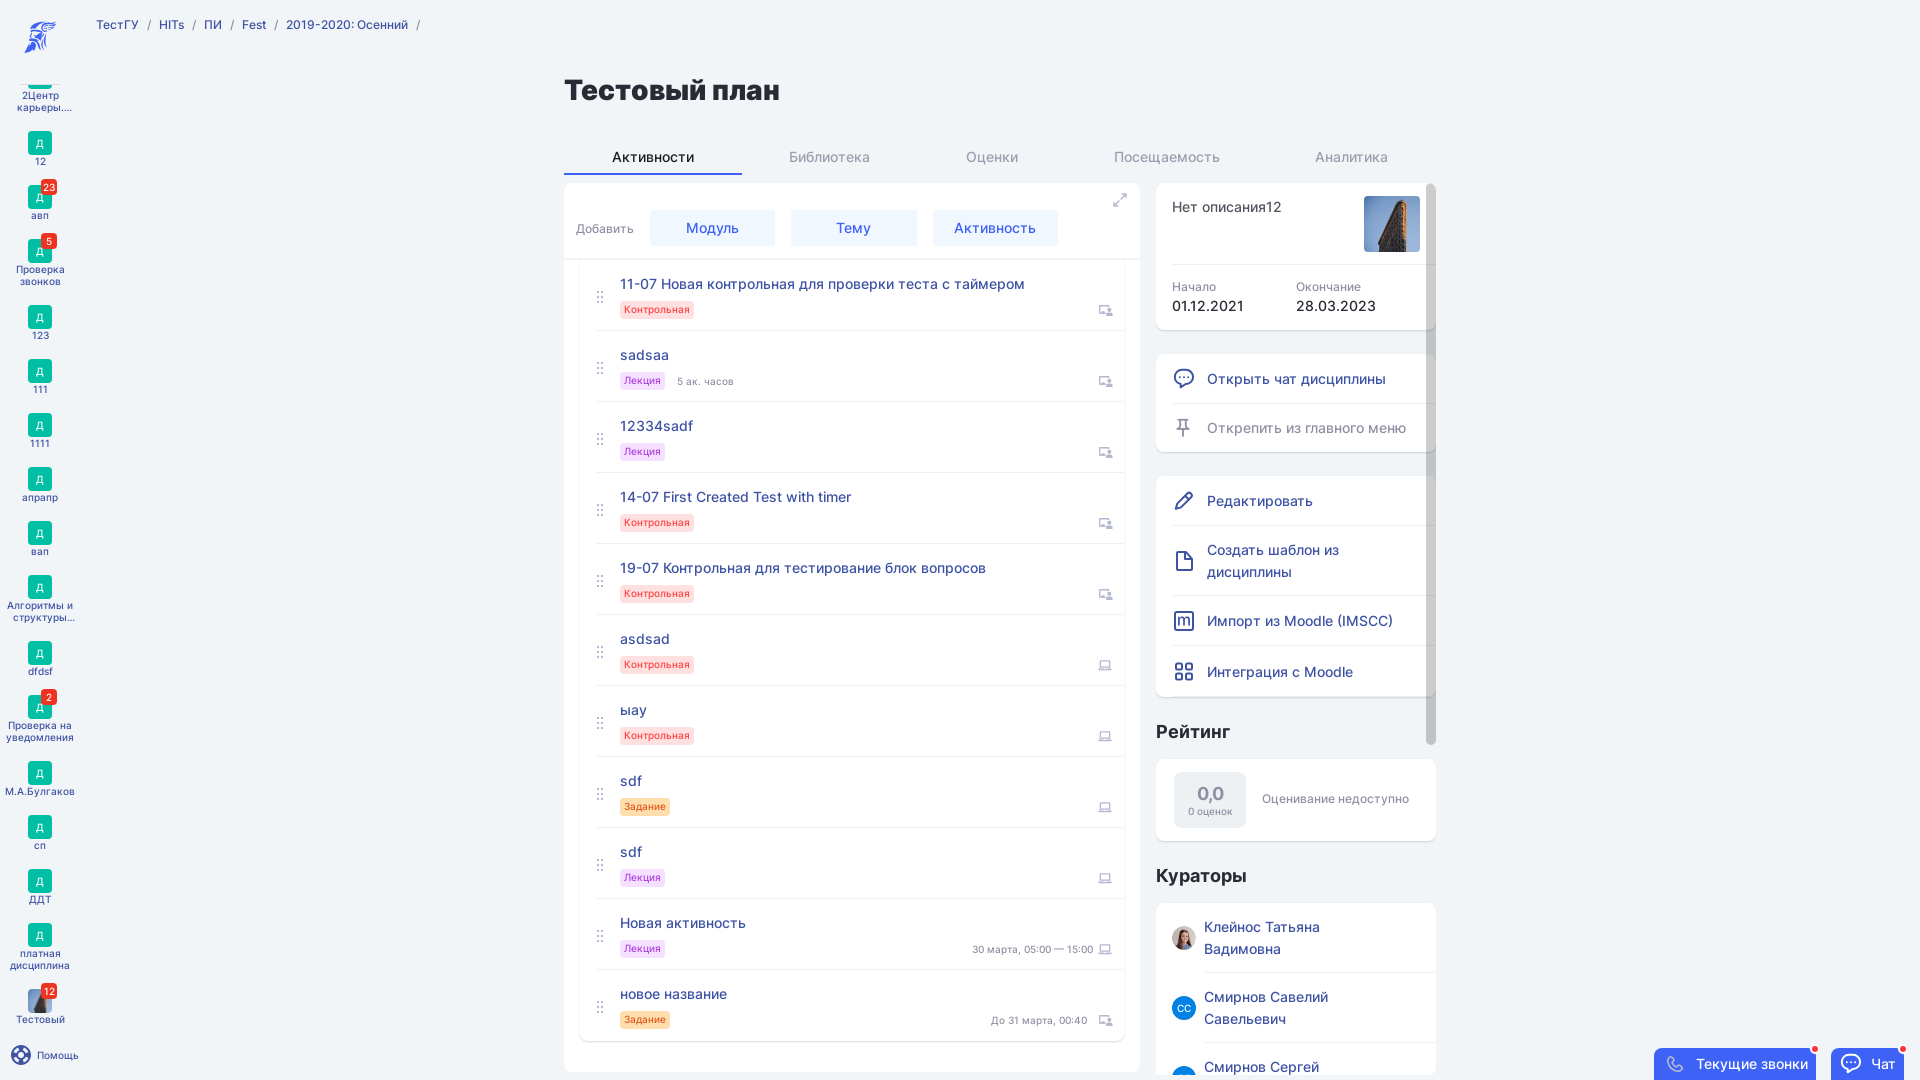 ТестГУ / HITs / ПИ / Fest / 2019-2020: Осенний /
2Центр
карьеры....
Д
12
23
Д
авп
5
Д
Проверка
звонков
Д
123
Д
111
Д
1111
Д
апрапр
Д
вап
Д
Алгоритмы и
структуры...
Д
dfdsf
2
Д
Проверка на
уведомления
Д
М.А.Булгаков
Д
сп
Д
ДДТ
Д
платная
дисциплина
12
Тестовый
Помощь
Тестовый план
Активности
Библиотека
Оценки
Посещаемость
Аналитика
Добавить
Модуль
Тему
Активность
11-07 Новая контрольная для проверки теста с таймером
Контрольная
sadsaa
Лекция 5 ак. часов
12334sadf
Лекция
14-07 First Created Test with timer
Контрольная
19-07 Контрольная для тестирование блок вопросов
Контрольная
asdsad
Контрольная
ыау
Контрольная
sdf
Задание
sdf
Лекция
Новая активность
Лекция 30 марта, 05:00 — 15:00
новое название
Задание До 31 марта, 00:40
Нет описания12
Начало
01.12.2021
Окончание
28.03.2023
Открыть чат дисциплины
Открепить из главного меню
Редактировать
Создать шаблон из
дисциплины
m Импорт из Moodle (IMSCC)
Интеграция с Moodle
Рейтинг
0,0
0 оценок
Оценивание недоступно
Кураторы
Клейнос Татьяна
Вадимовна
СС
Смирнов Савелий
Савельевич
Смирнов Сергей
Текущие звонки
Чат